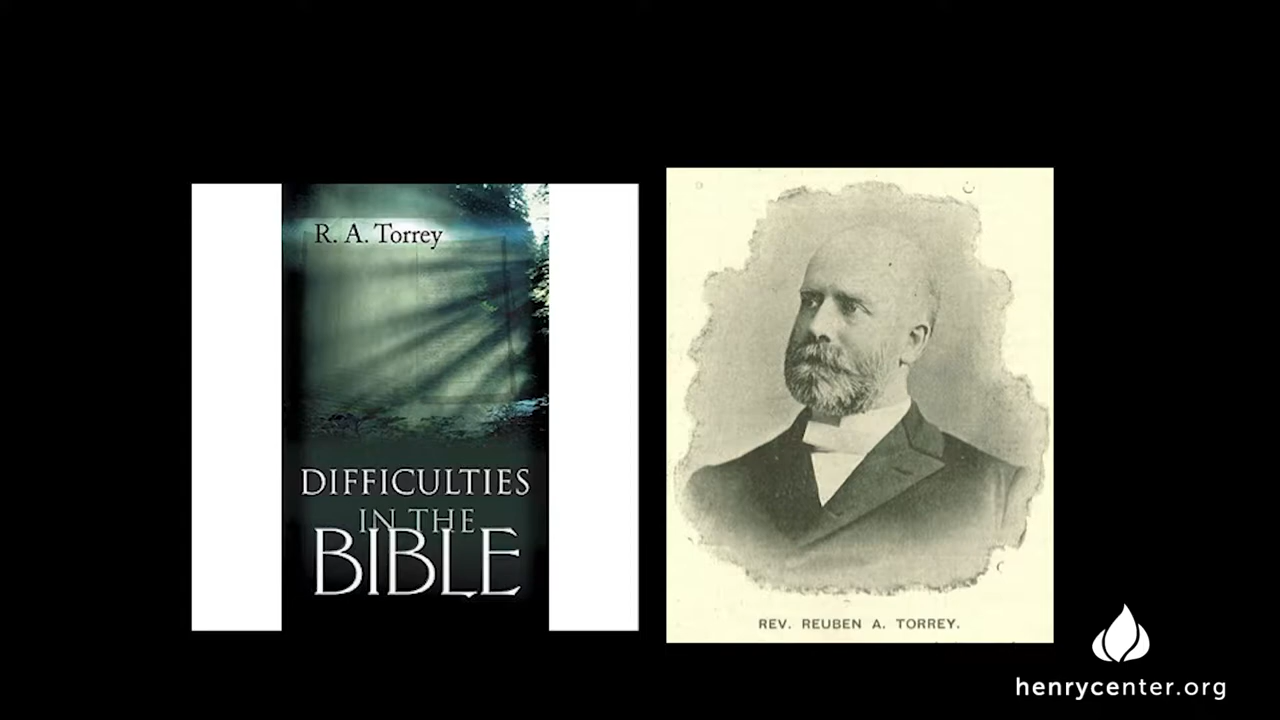 R. A. Torrey
DIFFICULTIES
IN THE
BIBLE
REV. REUBEN A. TORREY.
henrycenter.org